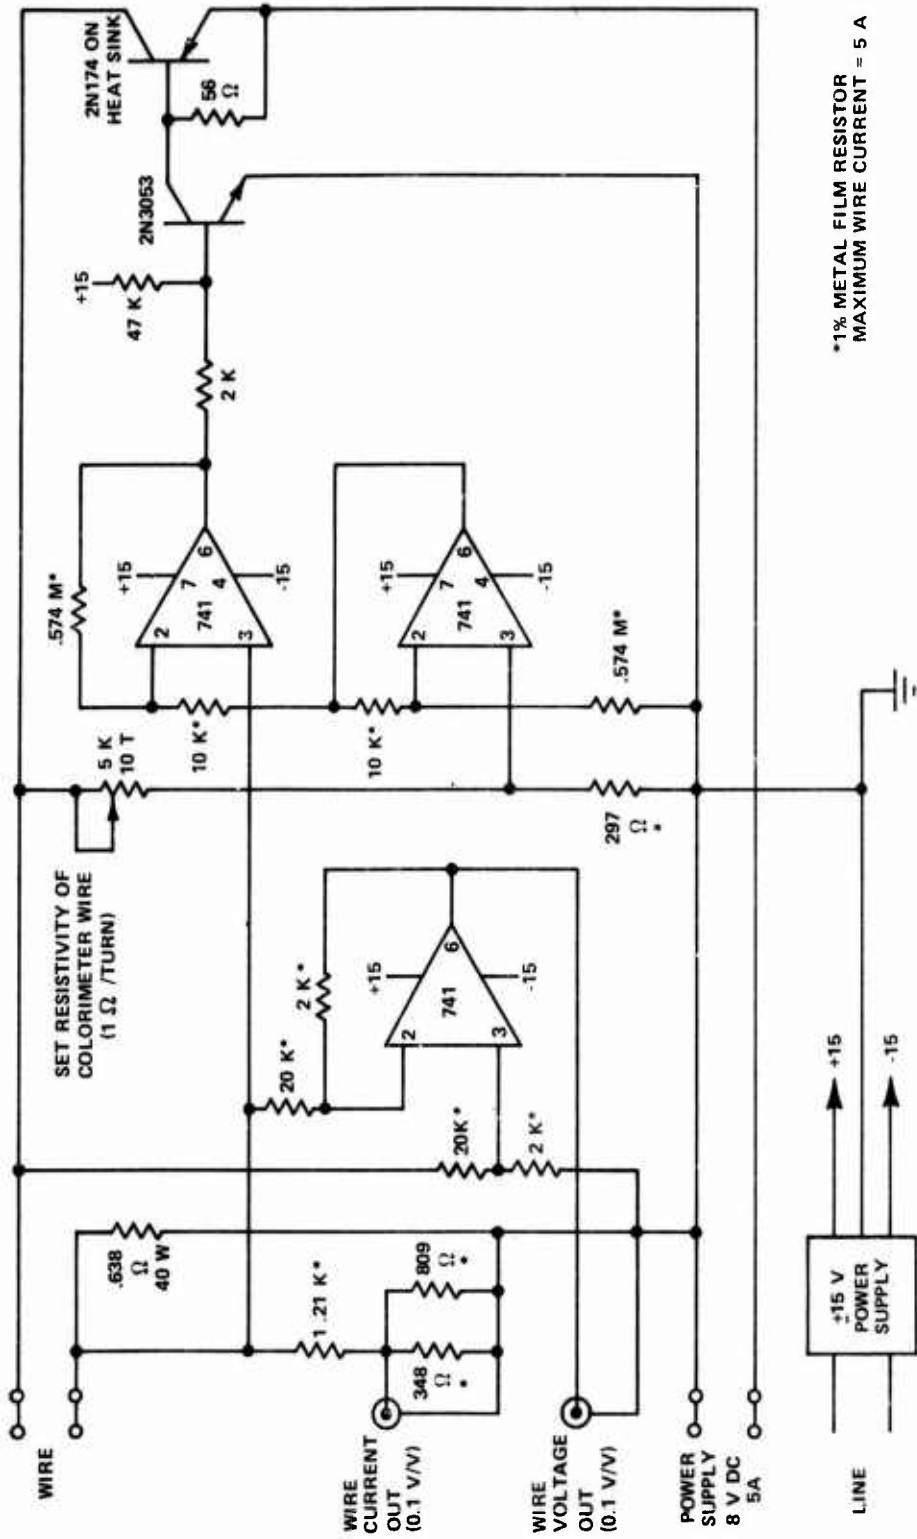 2N174 ON
HEAT SINK
56
Ω
2N3053
+15
47 K
2 K
.574 M*
+15
2
7
6
741
4
3
-15
+15
2
7
6
741
4
3
-15
5 K
10 T
10 K*
10 K*
.574 M*
297
Ω
*
SET RESISTIVITY OF
COLORIMETER WIRE
(1 Ω /TURN)
20 K*
2 K*
+15
2
741
6
3
-15
20K*
2 K*
.638
Ω
40 W
1.21 K*
809
Ω
*
348
Ω
*
WIRE
WIRE
CURRENT
OUT
(0.1 V/V)
WIRE
VOLTAGE
OUT
(0.1 V/V)
POWER
SUPPLY
8 V DC
5A
LINE
±15 V
POWER
SUPPLY
+15
-15
*1% METAL FILM RESISTOR
MAXIMUM WIRE CURRENT = 5 A